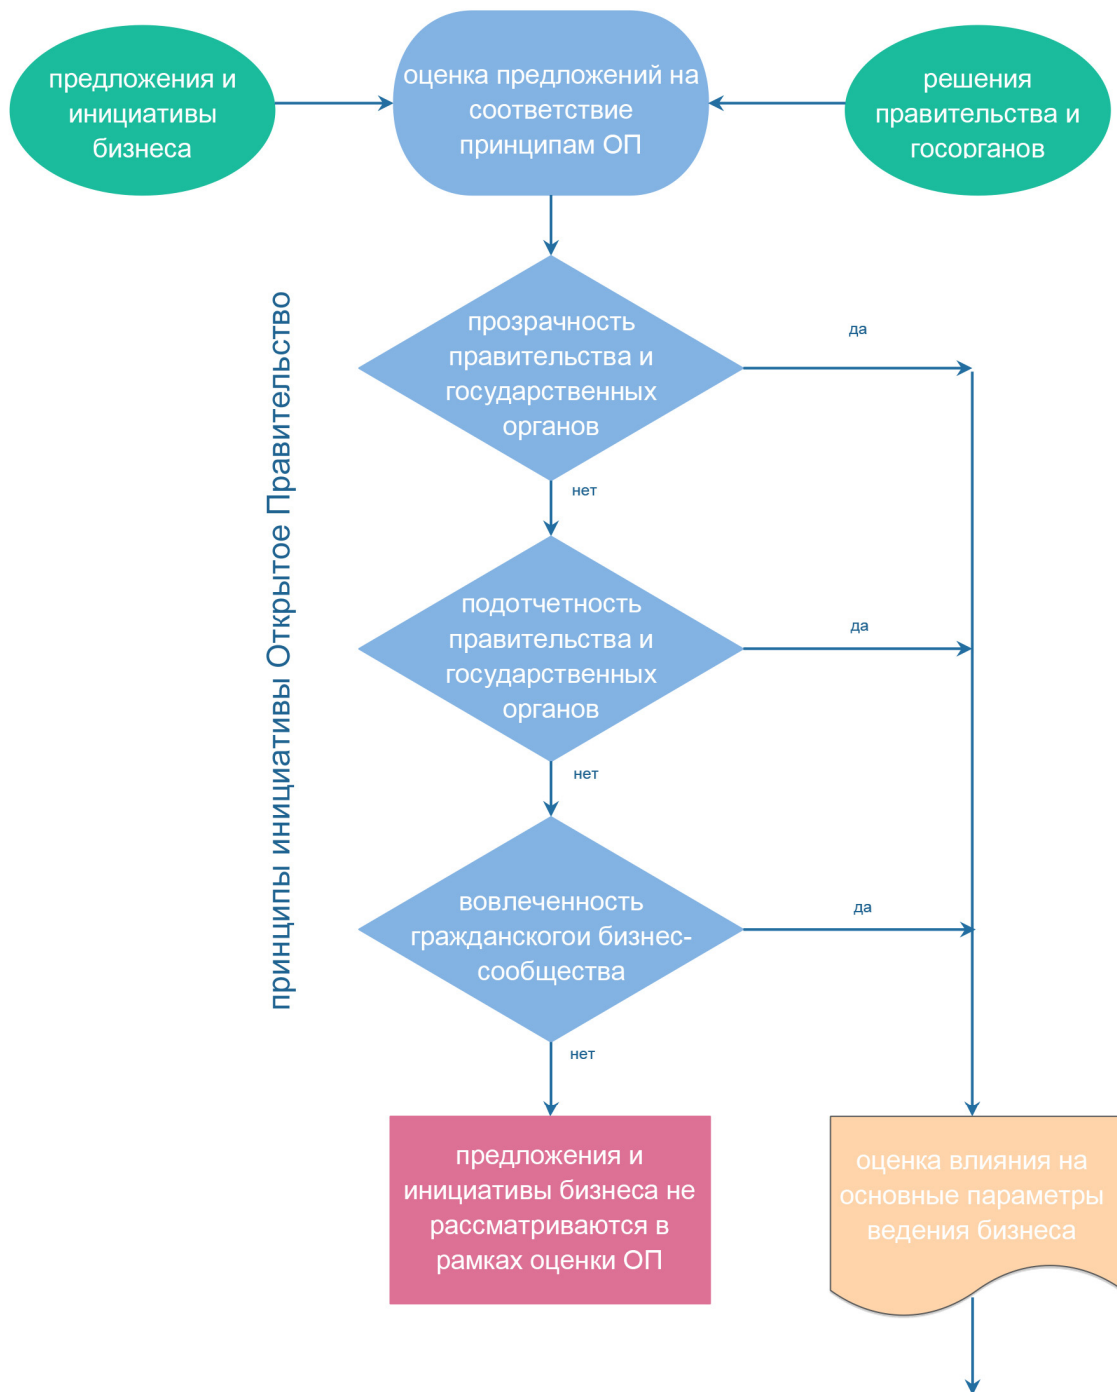 предложения и
инициативы
бизнеса
оценка предложений на
соответствие
принципам ОП
решения
правительства и
госорганов
принципы инициативы Открытое Правительство
прозрачность
правительства и
государственных
органов
да
нет
подотчетность
правительства и
государственных
органов
да
нет
вовлеченность
гражданскогои бизнес-
сообщества
да
нет
предложения и
инициативы бизнеса не
рассматриваются в
рамках оценки ОП
оценка влияния на
основные параметры
ведения бизнеса